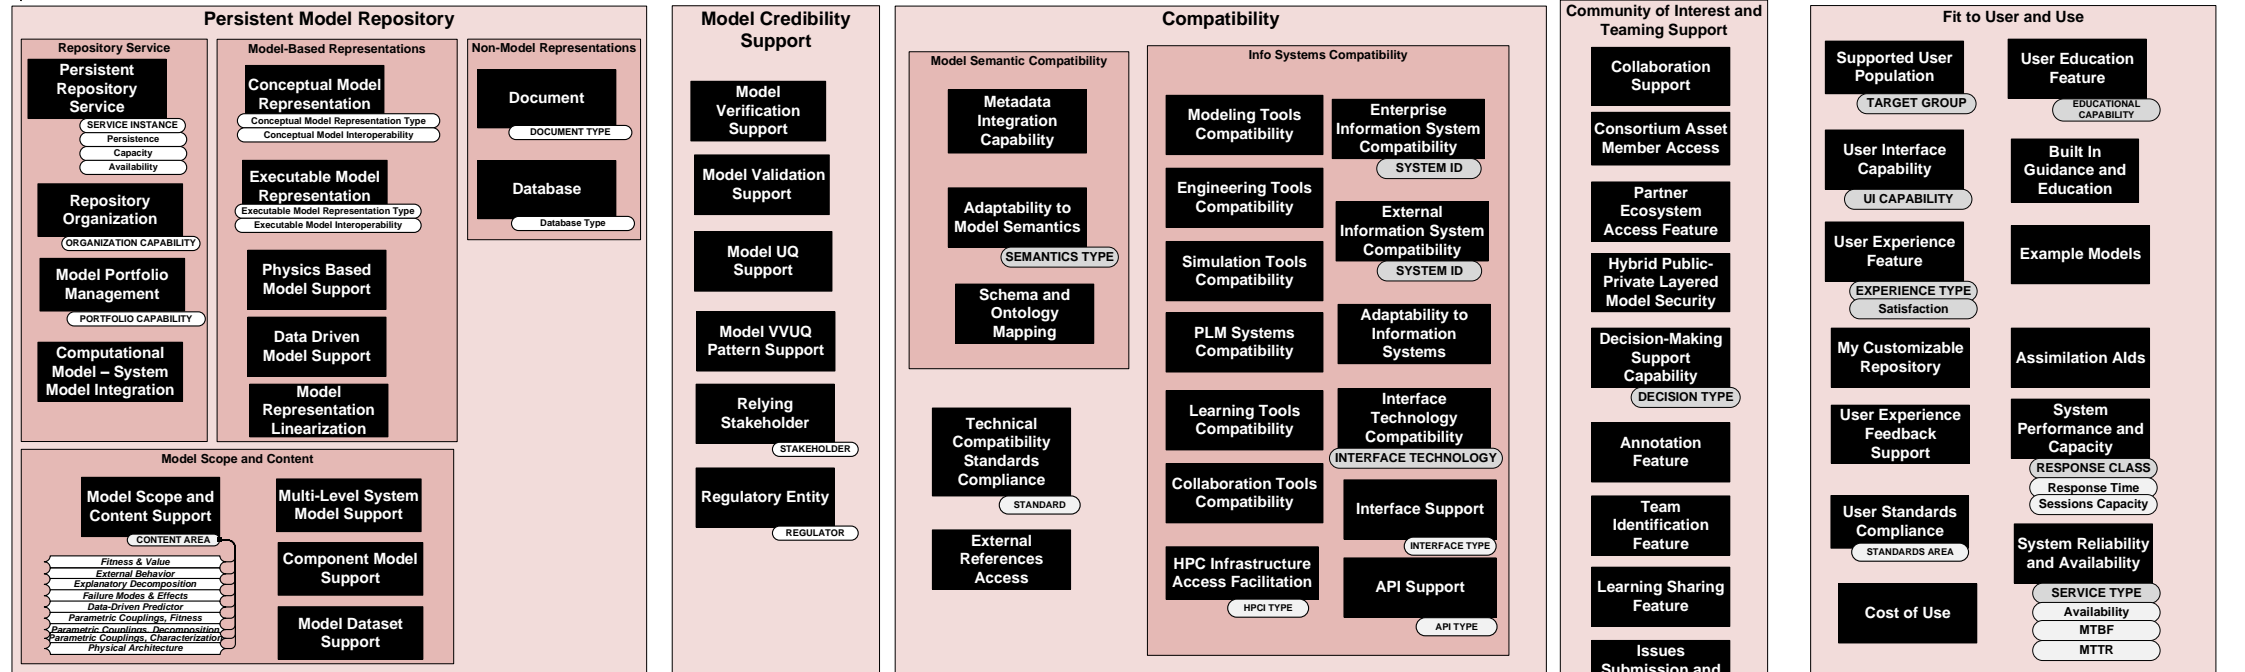 Persistent Model Repository
Repository Service
Persistent
Repository
Service
SERVICE INSTANCE
Persistence
Capacity
Availability
Repository
Organization
ORGANIZATION CAPABILITY
Model Portfolio
Management
PORTFOLIO CAPABILITY
Computational
Model – System
Model Integration
Model-Based Representations
Conceptual Model
Representation
Conceptual Model Representation Type
Conceptual Model Interoperability
Executable Model
Representation
Executable Model Representation Type
Executable Model Interoperability
Physics Based
Model Support
Data Driven
Model Support
Model
Representation
Linearization
Non-Model Representations
Document
DOCUMENT TYPE
Database
Database Type
Model Scope and Content
Model Scope and
Content Support
CONTENT AREA
Fitness & Value
External Behavior
Explanatory Decomposition
Failure Modes & Effects
Data-Driven Predictor
Parametric Couplings, Fitness
Parametric Couplings, Decomposition
Parametric Couplings, Characterization
Physical Architecture
Multi-Level System
Model Support
Component Model
Support
Model Dataset
Support
Model Credibility
Support
Model
Verification
Support
Model Validation
Support
Model UQ
Support
Model VVUQ
Pattern Support
Relying
Stakeholder
STAKEHOLDER
Regulatory Entity
REGULATOR
Compatibility
Model Semantic Compatibility
Metadata
Integration
Capability
Adaptability to
Model Semantics
SEMANTICS TYPE
Schema and
Ontology
Mapping
Technical
Compatibility
Standards
Compliance
STANDARD
External
References
Access
Info Systems Compatibility
Modeling Tools
Compatibility
Engineering Tools
Compatibility
Simulation Tools
Compatibility
PLM Systems
Compatibility
Learning Tools
Compatibility
Collaboration Tools
Compatibility
HPC Infrastructure
Access Facilitation
HPCI TYPE
Enterprise
Information System
Compatibility
SYSTEM ID
External
Information System
Compatibility
SYSTEM ID
Adaptability to
Information
Systems
Interface
Technology
Compatibility
INTERFACE TECHNOLOGY
Interface Support
INTERFACE TYPE
API Support
API TYPE
Community of Interest and
Teaming Support
Collaboration
Support
Consortium Asset
Member Access
Partner
Ecosystem
Access Feature
Hybrid Public-
Private Layered
Model Security
Decision-Making
Support
Capability
DECISION TYPE
Annotation
Feature
Team
Identification
Feature
Learning Sharing
Feature
Issues
Submission and
Fit to User and Use
Supported User
Population
TARGET GROUP
User Interface
Capability
UI CAPABILITY
User Experience
Feature
EXPERIENCE TYPE
Satisfaction
My Customizable
Repository
User Experience
Feedback
Support
User Standards
Compliance
STANDARDS AREA
Cost of Use
User Education
Feature
EDUCATIONAL
CAPABILITY
Built In
Guidance and
Education
Example Models
Assimilation AIds
System
Performance and
Capacity
RESPONSE CLASS
Response Time
Sessions Capacity
System Reliability
and Availability
SERVICE TYPE
Availability
MTBF
MTTR